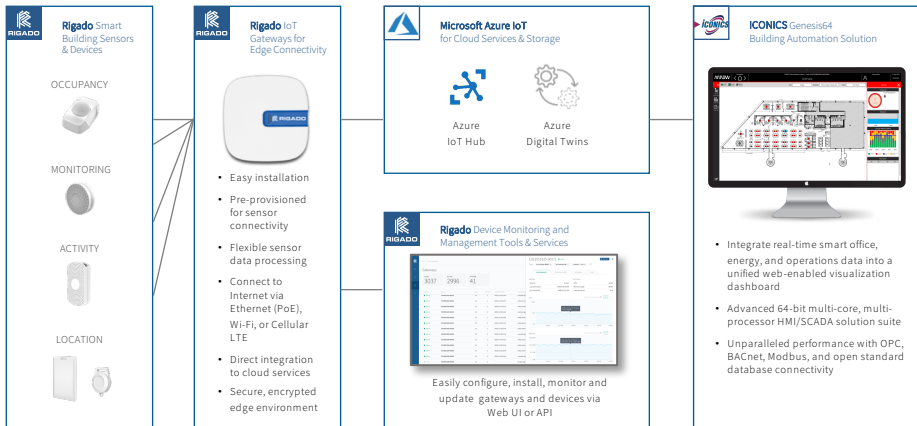 RIGADO
Rigado Smart
Building Sensors
& Devices
OCCUPANCY
MONITORING
ACTIVITY
LOCATION
RIGADO
Rigado IoT
Gateways for
Edge Connectivity
RIGADO
• Easy installation
• Pre-provisioned
for sensor
connectivity
• Flexible sensor
data processing
• Connect to
Internet via
Ethernet (PoE),
Wi-Fi, or Cellular
LTE
• Direct integration
to cloud services
• Secure, encrypted
edge environment
Microsoft Azure IoT
for Cloud Services & Storage
Azure
IoT Hub
Azure
Digital Twins
RIGADO
Rigado Device Monitoring and
Management Tools & Services
3037 2996 41
Easily configure, install, monitor and
update gateways and devices via
Web UI or API
ICONICS
ICONICS Genesis64
Building Automation Solution
• Integrate real-time smart office,
energy, and operations data into a
unified web-enabled visualization
dashboard
• Advanced 64-bit multi-core, multi-
processor HMI/SCADA solution suite
• Unparalleled performance with OPC,
BACnet, Modbus, and open standard
database connectivity